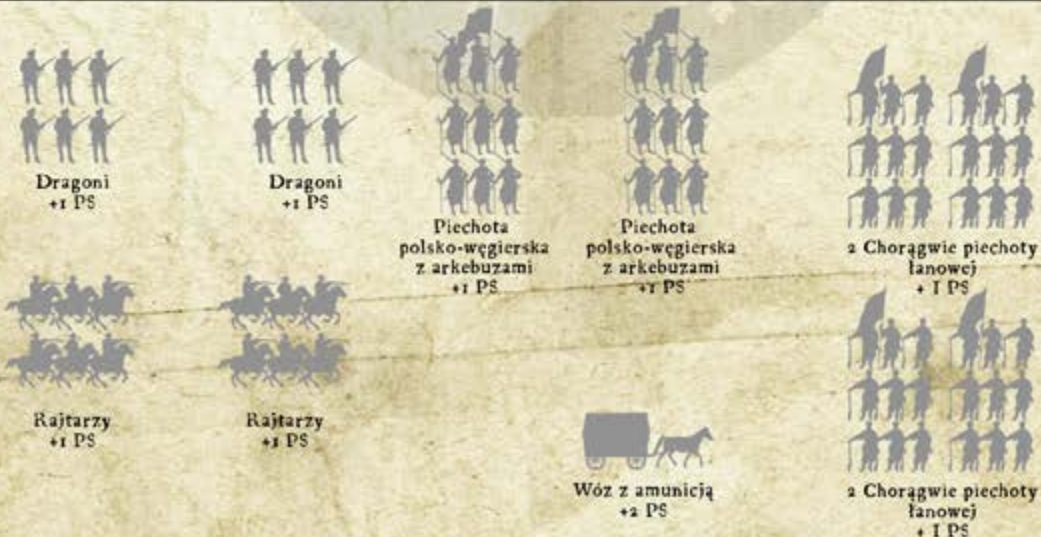 Dragoni
+1 PS
Dragoni
+1 PS
Piechota
polsko-węgierska
z arkebuzami
+1 PS
Piechota
polsko-węgierska
z arkebuzami
+1 PS
2 Chorągwie piechoty
łanowej
+ 1 PS
Rajtarzy
+1 PS
Rajtarzy
+1 PS
Wóz z amunicją
+2 PS
2 Chorągwie piechoty
łanowej
+ 1 PS